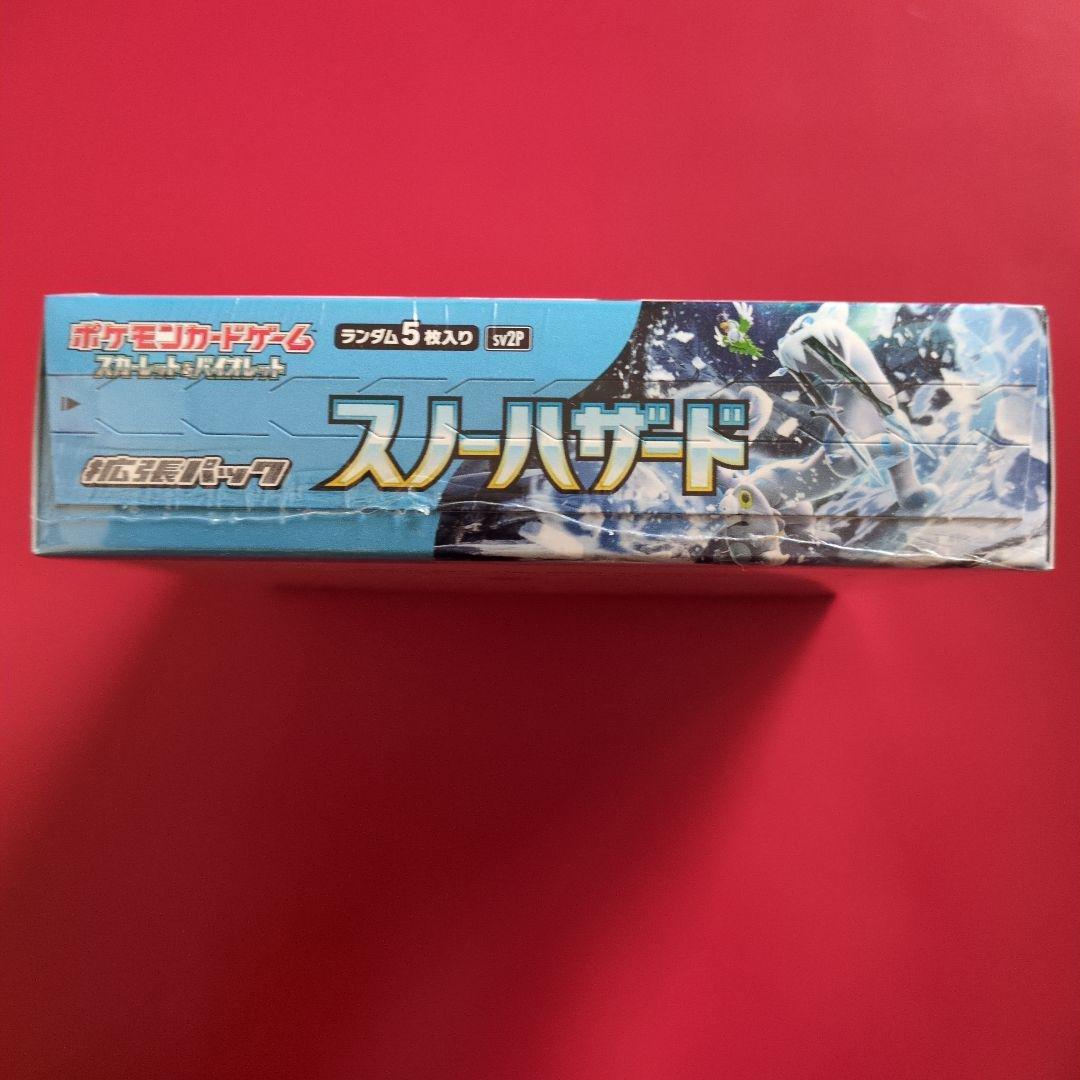 ポケモンカードゲーム
スカーレット&バイオレット
ランダム5枚入り
SV2P
拡張パック
スノーハザード